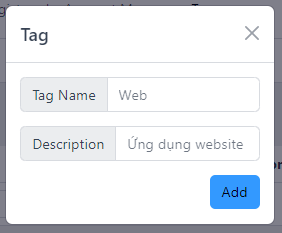 Tag
Tag Name Web
Description Ứng dụng website
Add